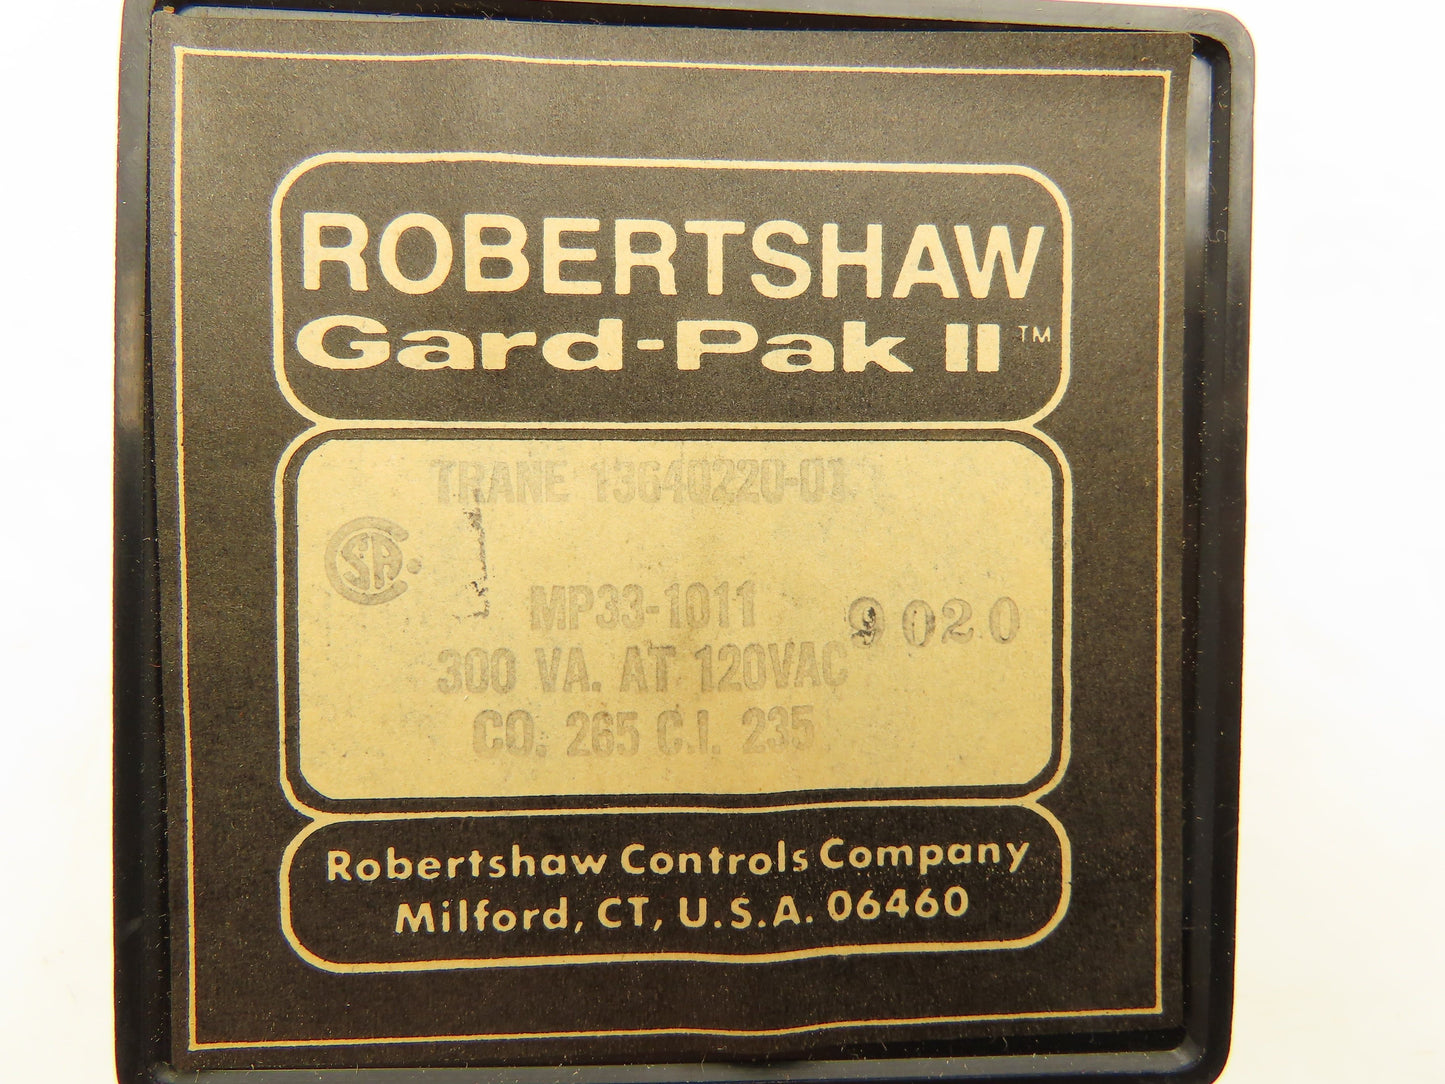 ROBERTSHAW
Gard-Pak II™
TRANE 13640220-01
CSA
MP33-1011
9020
300 VA. AT 120VAC
CO. 265 C.I. 235
Robertshaw Controls Company
Milford, CT, U.S.A. 06460